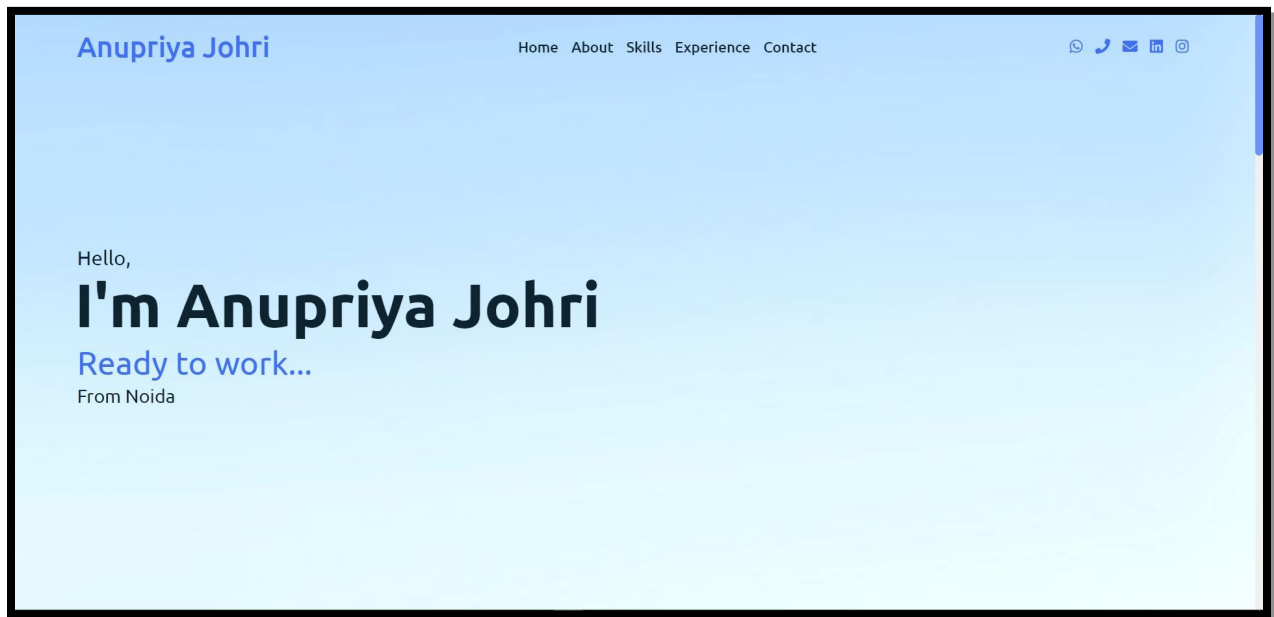 Anupriya Johri
Home About Skills Experience Contact
Hello,
I'm Anupriya Johri
Ready to work...
From Noida